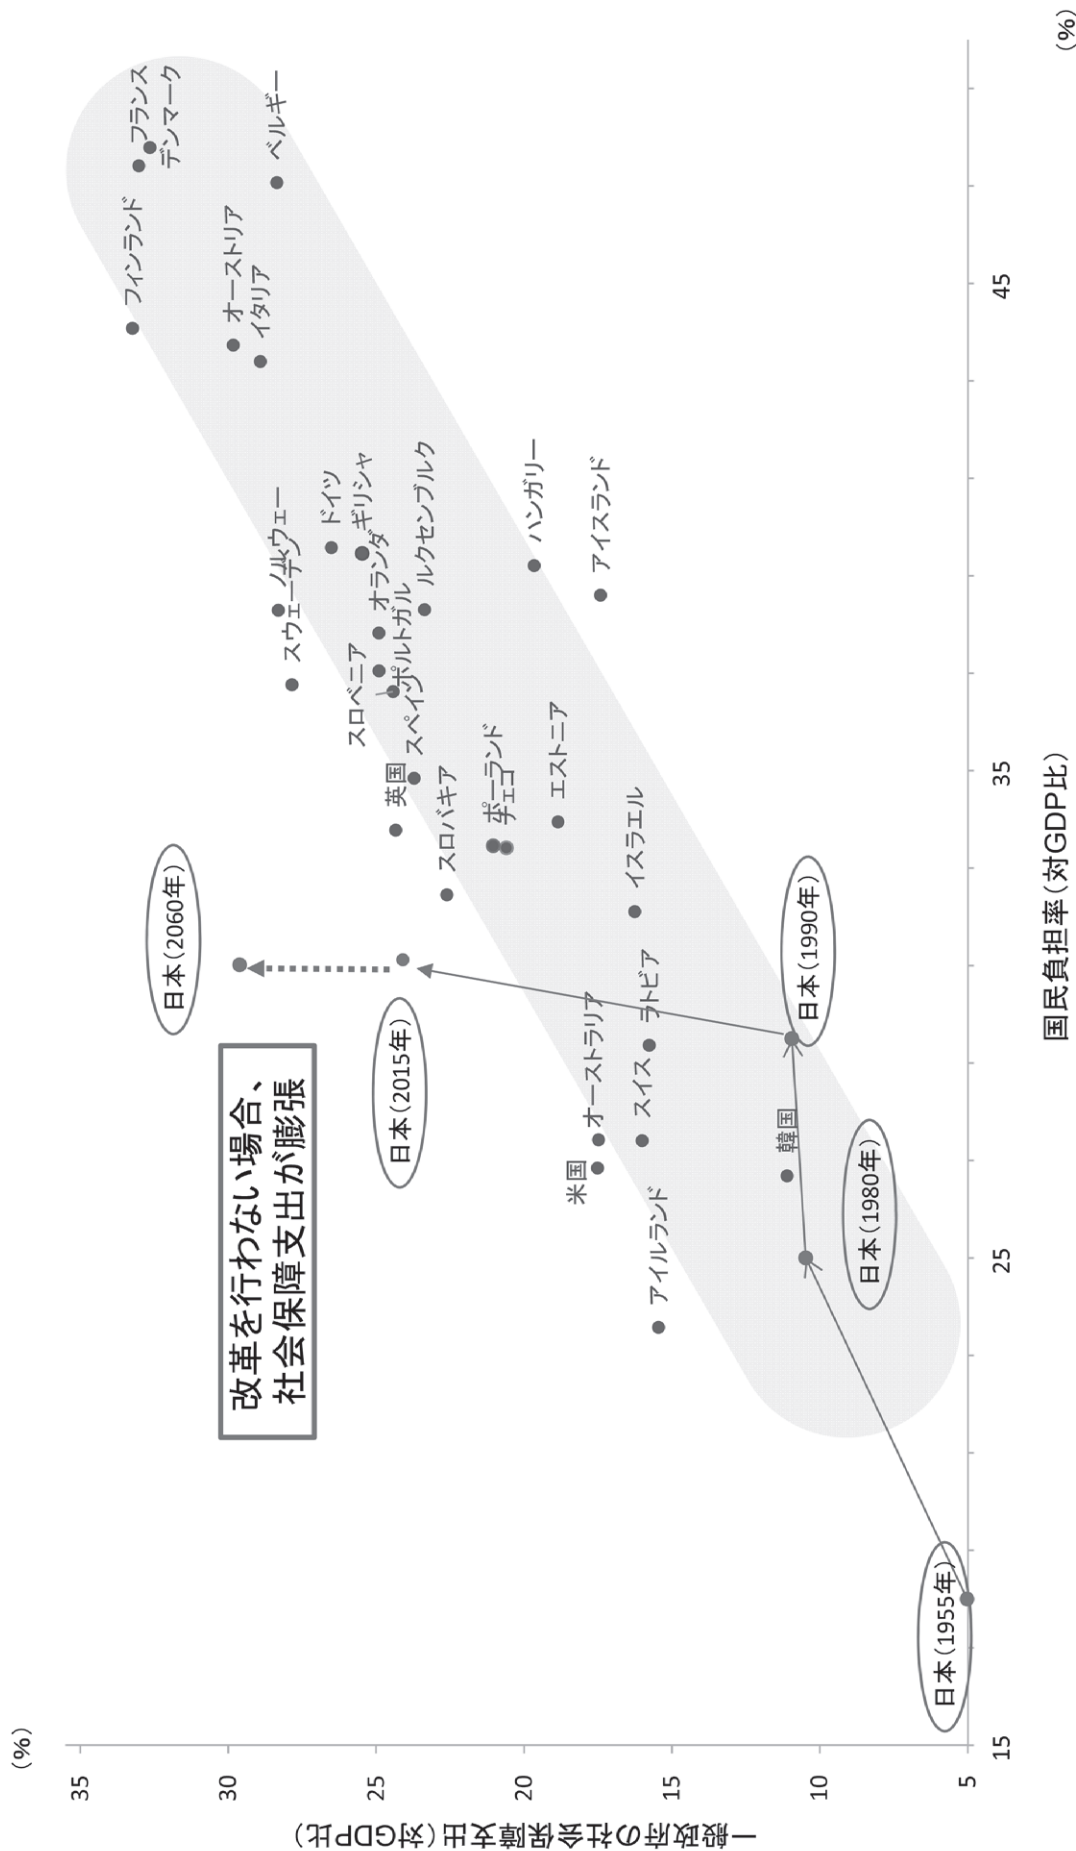 (%)
一般政府の社会保障支出(対GDP比)
35
30
25
20
15
10
5
フィンランド
フランス
デンマーク
ベルギー
オーストリア
イタリア
ノルウェー
スウェーデン
ドイツ
ギリシャ
オランダ
ルクセンブルク
スロベニア
ポルトガル
スペイン
英国
スロバキア
ポーランド
チェコ
ハンガリー
アイスランド
エストニア
イスラエル
ラトビア
オーストラリア
スイス
米国
アイルランド
韓国
日本(2060年)
日本(2015年)
日本(1990年)
日本(1980年)
日本(1955年)
改革を行わない場合、
社会保障支出が膨張
15
25
35
45
国民負担率(対GDP比)
(%)